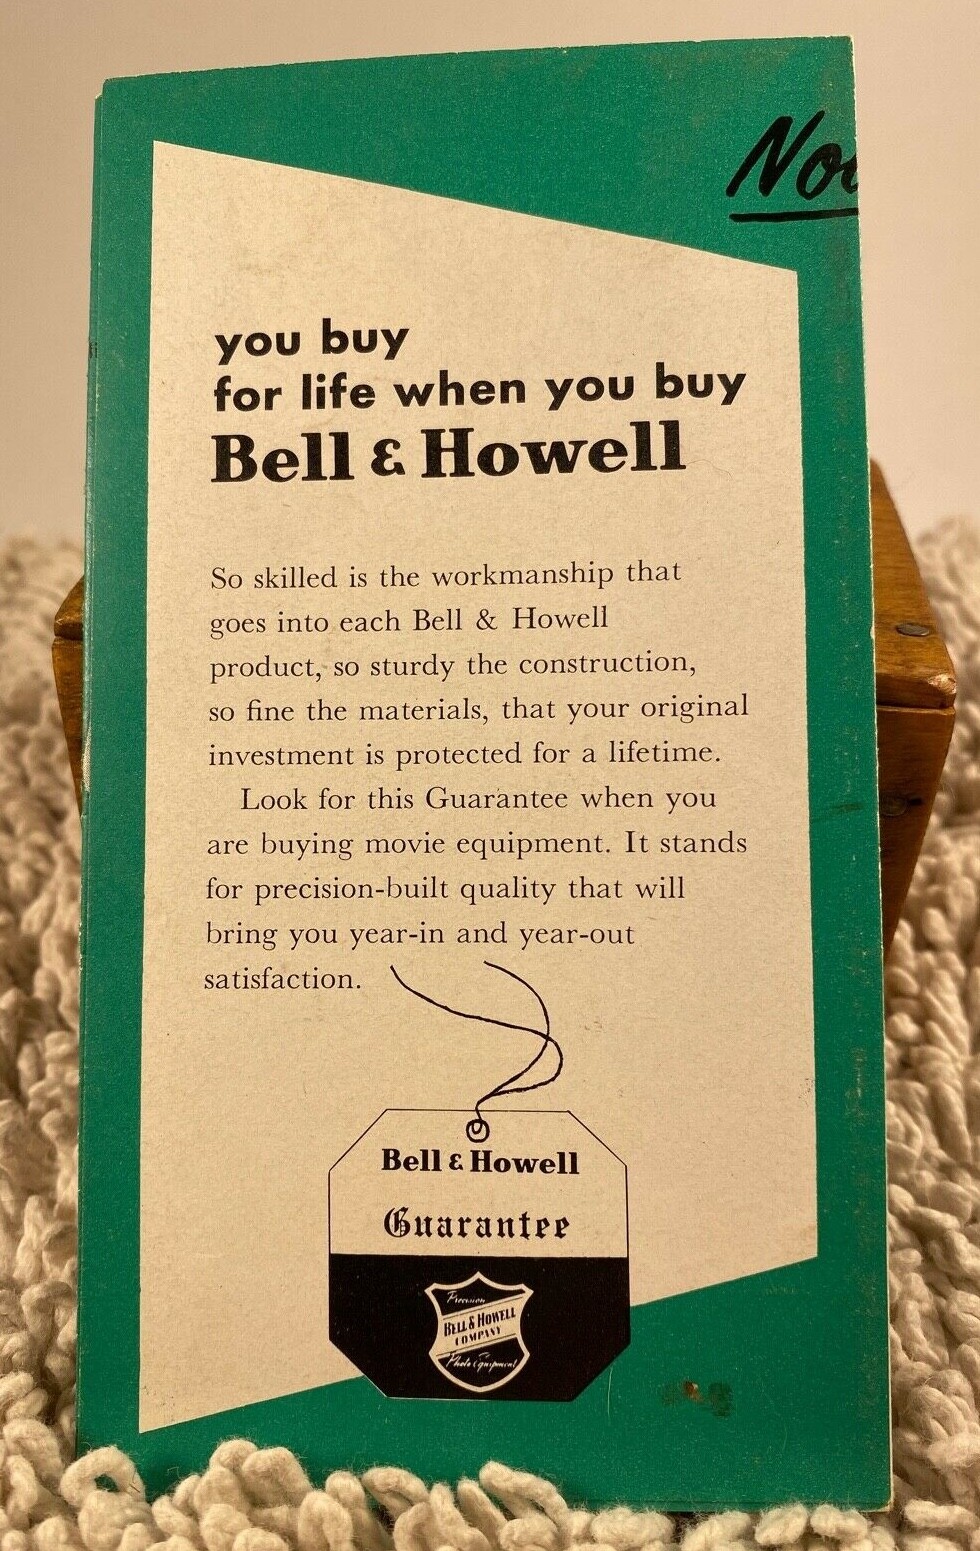 you buy
for life when you buy
Bell & Howell
So skilled is the workmanship that
goes into each Bell & Howell
product, so sturdy the construction,
so fine the materials, that your original
investment is protected for a lifetime.
Look for this Guarantee when you
are buying movie equipment. It stands
for precision-built quality that will
bring you year-in and year-out
satisfaction.
Bell & Howell
Guarantee
Precision
BELL & HOWELL
COMPANY
Photo Equipment